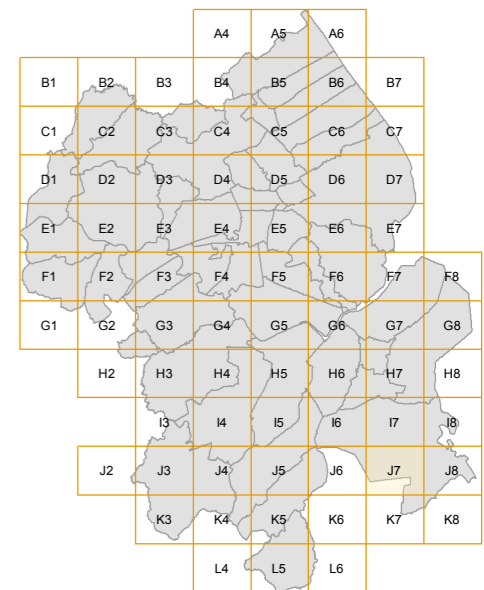 A4 A5 A6
B1 B2 B3 B4 B5 B6 B7
C1 C2 C3 C4 C5 C6 C7
D1 D2 D3 D4 D5 D6 D7
E1 E2 E3 E4 E5 E6 E7
F1 F2 F3 F4 F5 F6 F7 F8
G1 G2 G3 G4 G5 G6 G7 G8
H2 H3 H4 H5 H6 H7 H8
I3 I4 I5 I6 I7 I8
J2 J3 J4 J5 J6 J7 J8
K3 K4 K5 K6 K7 K8
L4 L5 L6